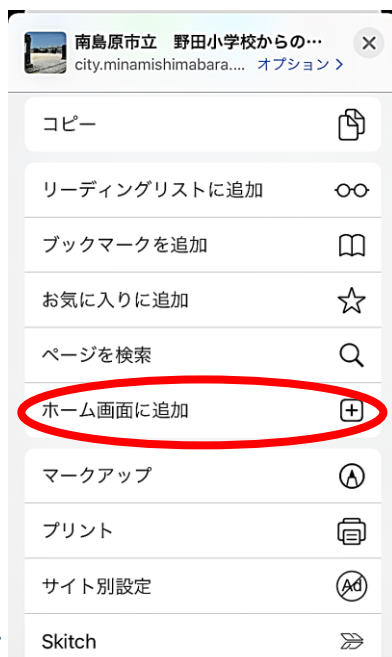 南島原市立　野田小学校からの…
city.minamishimabara.... オプション >
コピー
リーディングリストに追加
ブックマークを追加
お気に入りに追加
ページを検索
ホーム画面に追加
マークアップ
プリント
サイト別設定
Ad
Skitch